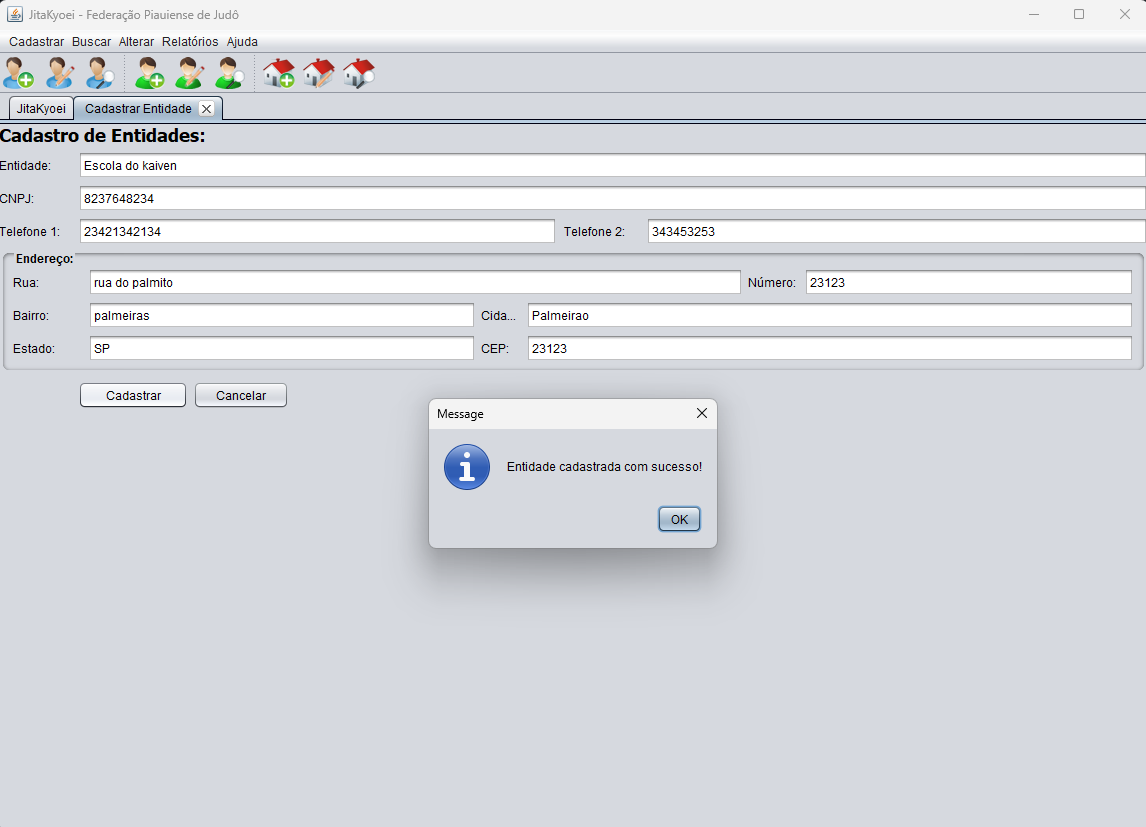 JitaKyoei - Federação Piauiense de Judô
Cadastrar Buscar Alterar Relatórios Ajuda
JitaKyoei Cadastrar Entidade
Cadastro de Entidades:
Entidade: Escola do kaiven
CNPJ: 8237648234
Telefone 1: 23421342134 Telefone 2: 343453253
Endereço:
Rua: rua do palmito Número: 23123
Bairro: palmeiras Cida... Palmeirao
Estado: SP CEP: 23123
Cadastrar Cancelar
Message
Entidade cadastrada com sucesso!
OK